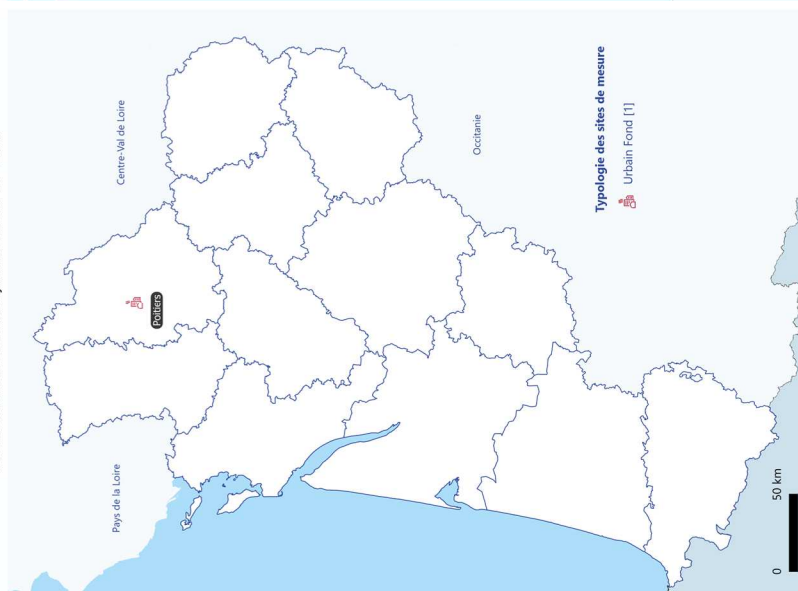 Centre-Val de Loire
Pays de la Loire
Poitiers
Occitanie
Typologie des sites de mesure
Urbain Fond [1]
0
50 km